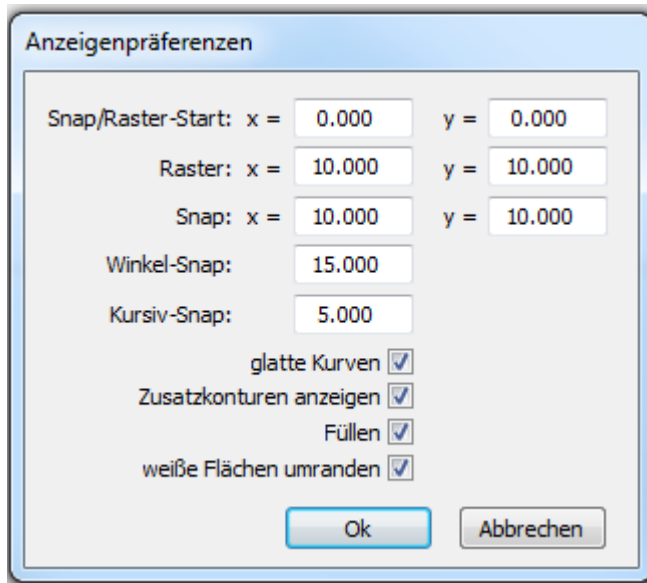 Anzeigenpräferenzen
Snap/Raster-Start: x = 0.000 y = 0.000
Raster: x = 10.000 y = 10.000
Snap: x = 10.000 y = 10.000
Winkel-Snap: 15.000
Kursiv-Snap: 5.000
glatte Kurven
Zusatzkonturen anzeigen
Füllen
weiße Flächen umranden
Ok Abbrechen